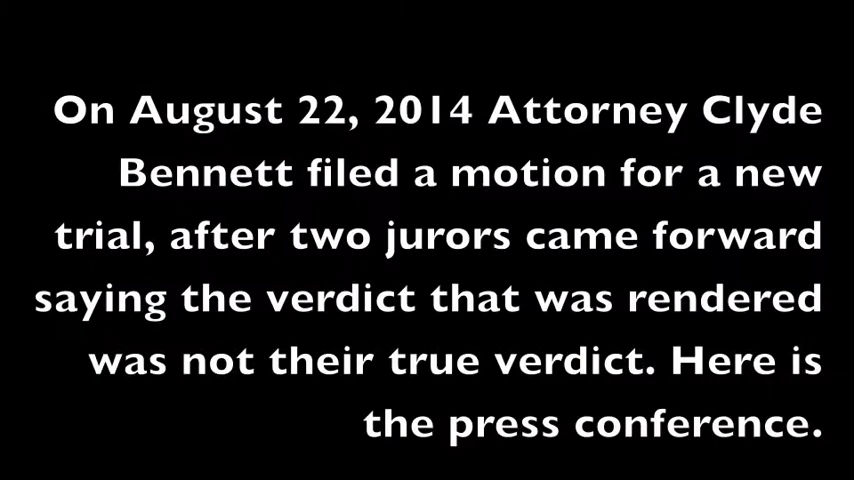 On August 22, 2014 Attorney Clyde
Bennett filed a motion for a new
trial, after two jurors came forward
saying the verdict that was rendered
was not their true verdict. Here is
the press conference.